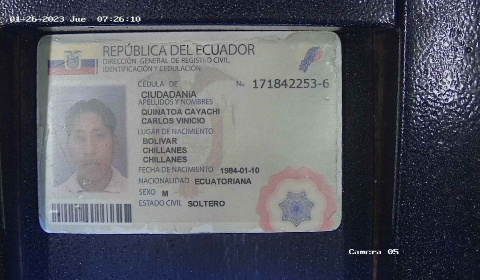 01-26-2023 Jue 07:26:10
REPÚBLICA DEL ECUADOR
DIRECCIÓN GENERAL DE REGISTRO CIVIL,
IDENTIFICACIÓN Y CEDULACIÓN
CÉDULA DE No. 171842253-6
CIUDADANÍA
APELLIDOS Y NOMBRES
QUINATOA CAYACHI
CARLOS VINICIO
LUGAR DE NACIMIENTO
BOLIVAR
CHILLANES
CHILLANES
FECHA DE NACIMIENTO 1984-01-10
NACIONALIDAD ECUATORIANA
SEXO M
ESTADO CIVIL SOLTERO
Camera 05